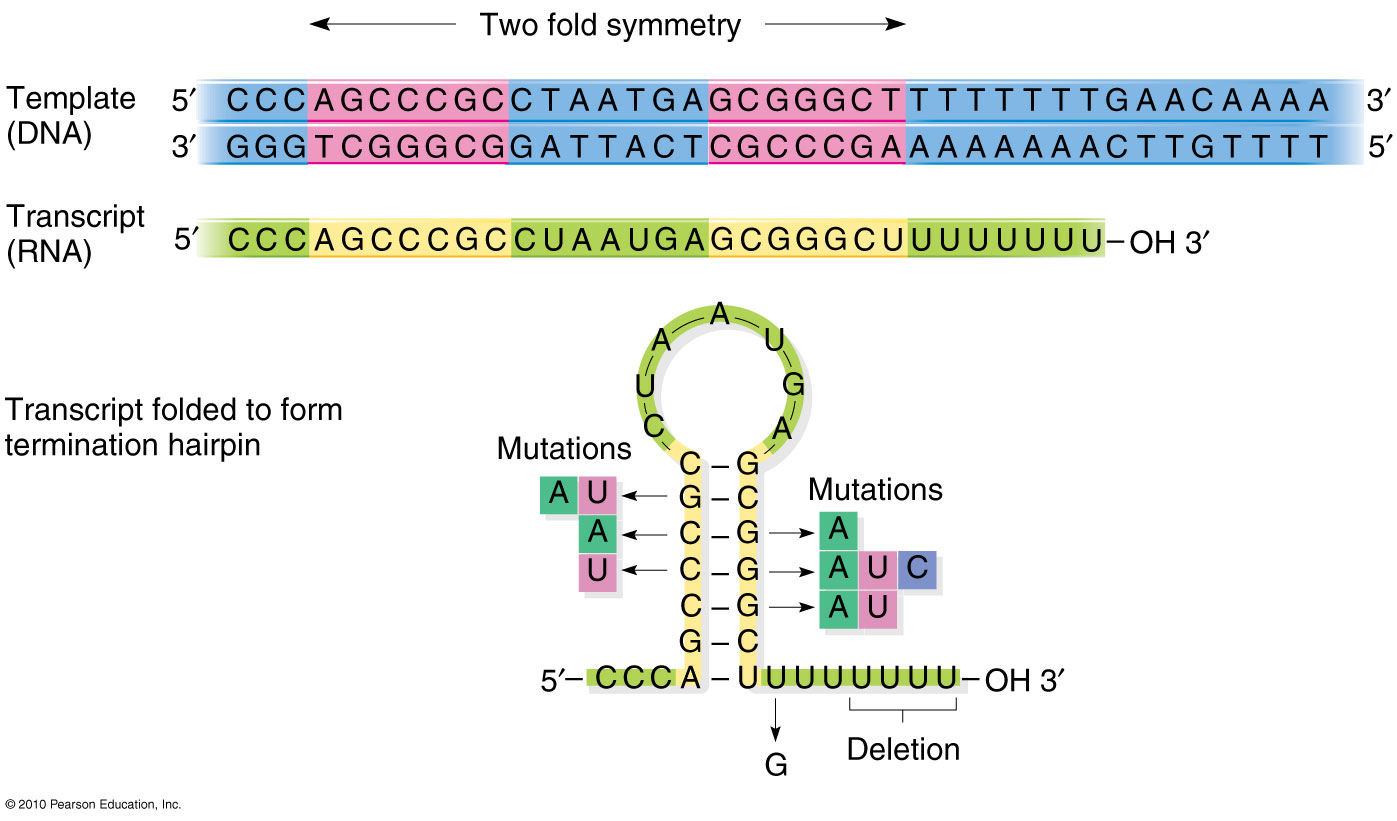 Two fold symmetry
Template
(DNA)
5′ CCCAGCCCGCCTAATGAGCGGGCTTTTTTTTGAACAAAA 3′
3′ GGGTCGGGCGGATTACTCGCCCGAAAAAAAACTTGTTTT 5′
Transcript
(RNA)
5′ CCCAGCCCGCCUAAUGAGCGGGCUUUUUUUU–OH 3′
Transcript folded to form
termination hairpin
A
A U
U G
C A
C – G
Mutations
A U G – C
A C – G A
U C – G A U C
C – G A U
G – C
Mutations
5′– CCCA – UUUUUUUU –OH 3′
G
Deletion
© 2010 Pearson Education, Inc.